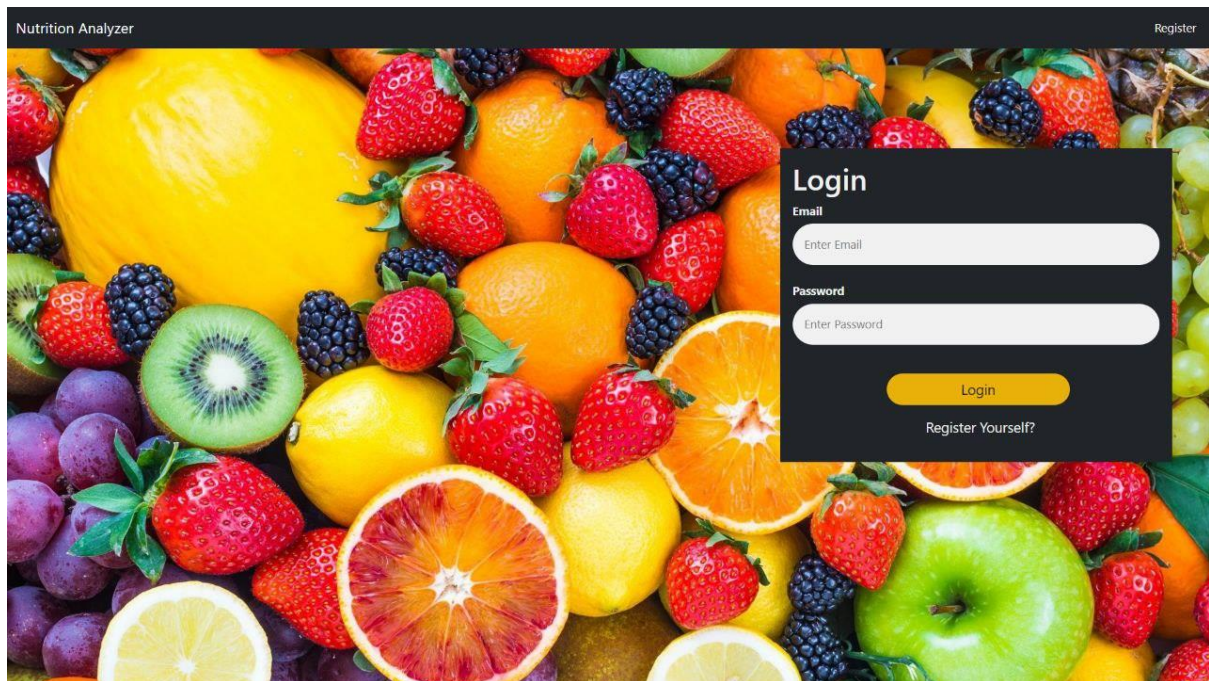 Nutrition Analyzer
Register
Login
Email
Enter Email
Password
Enter Password
Login
Register Yourself?